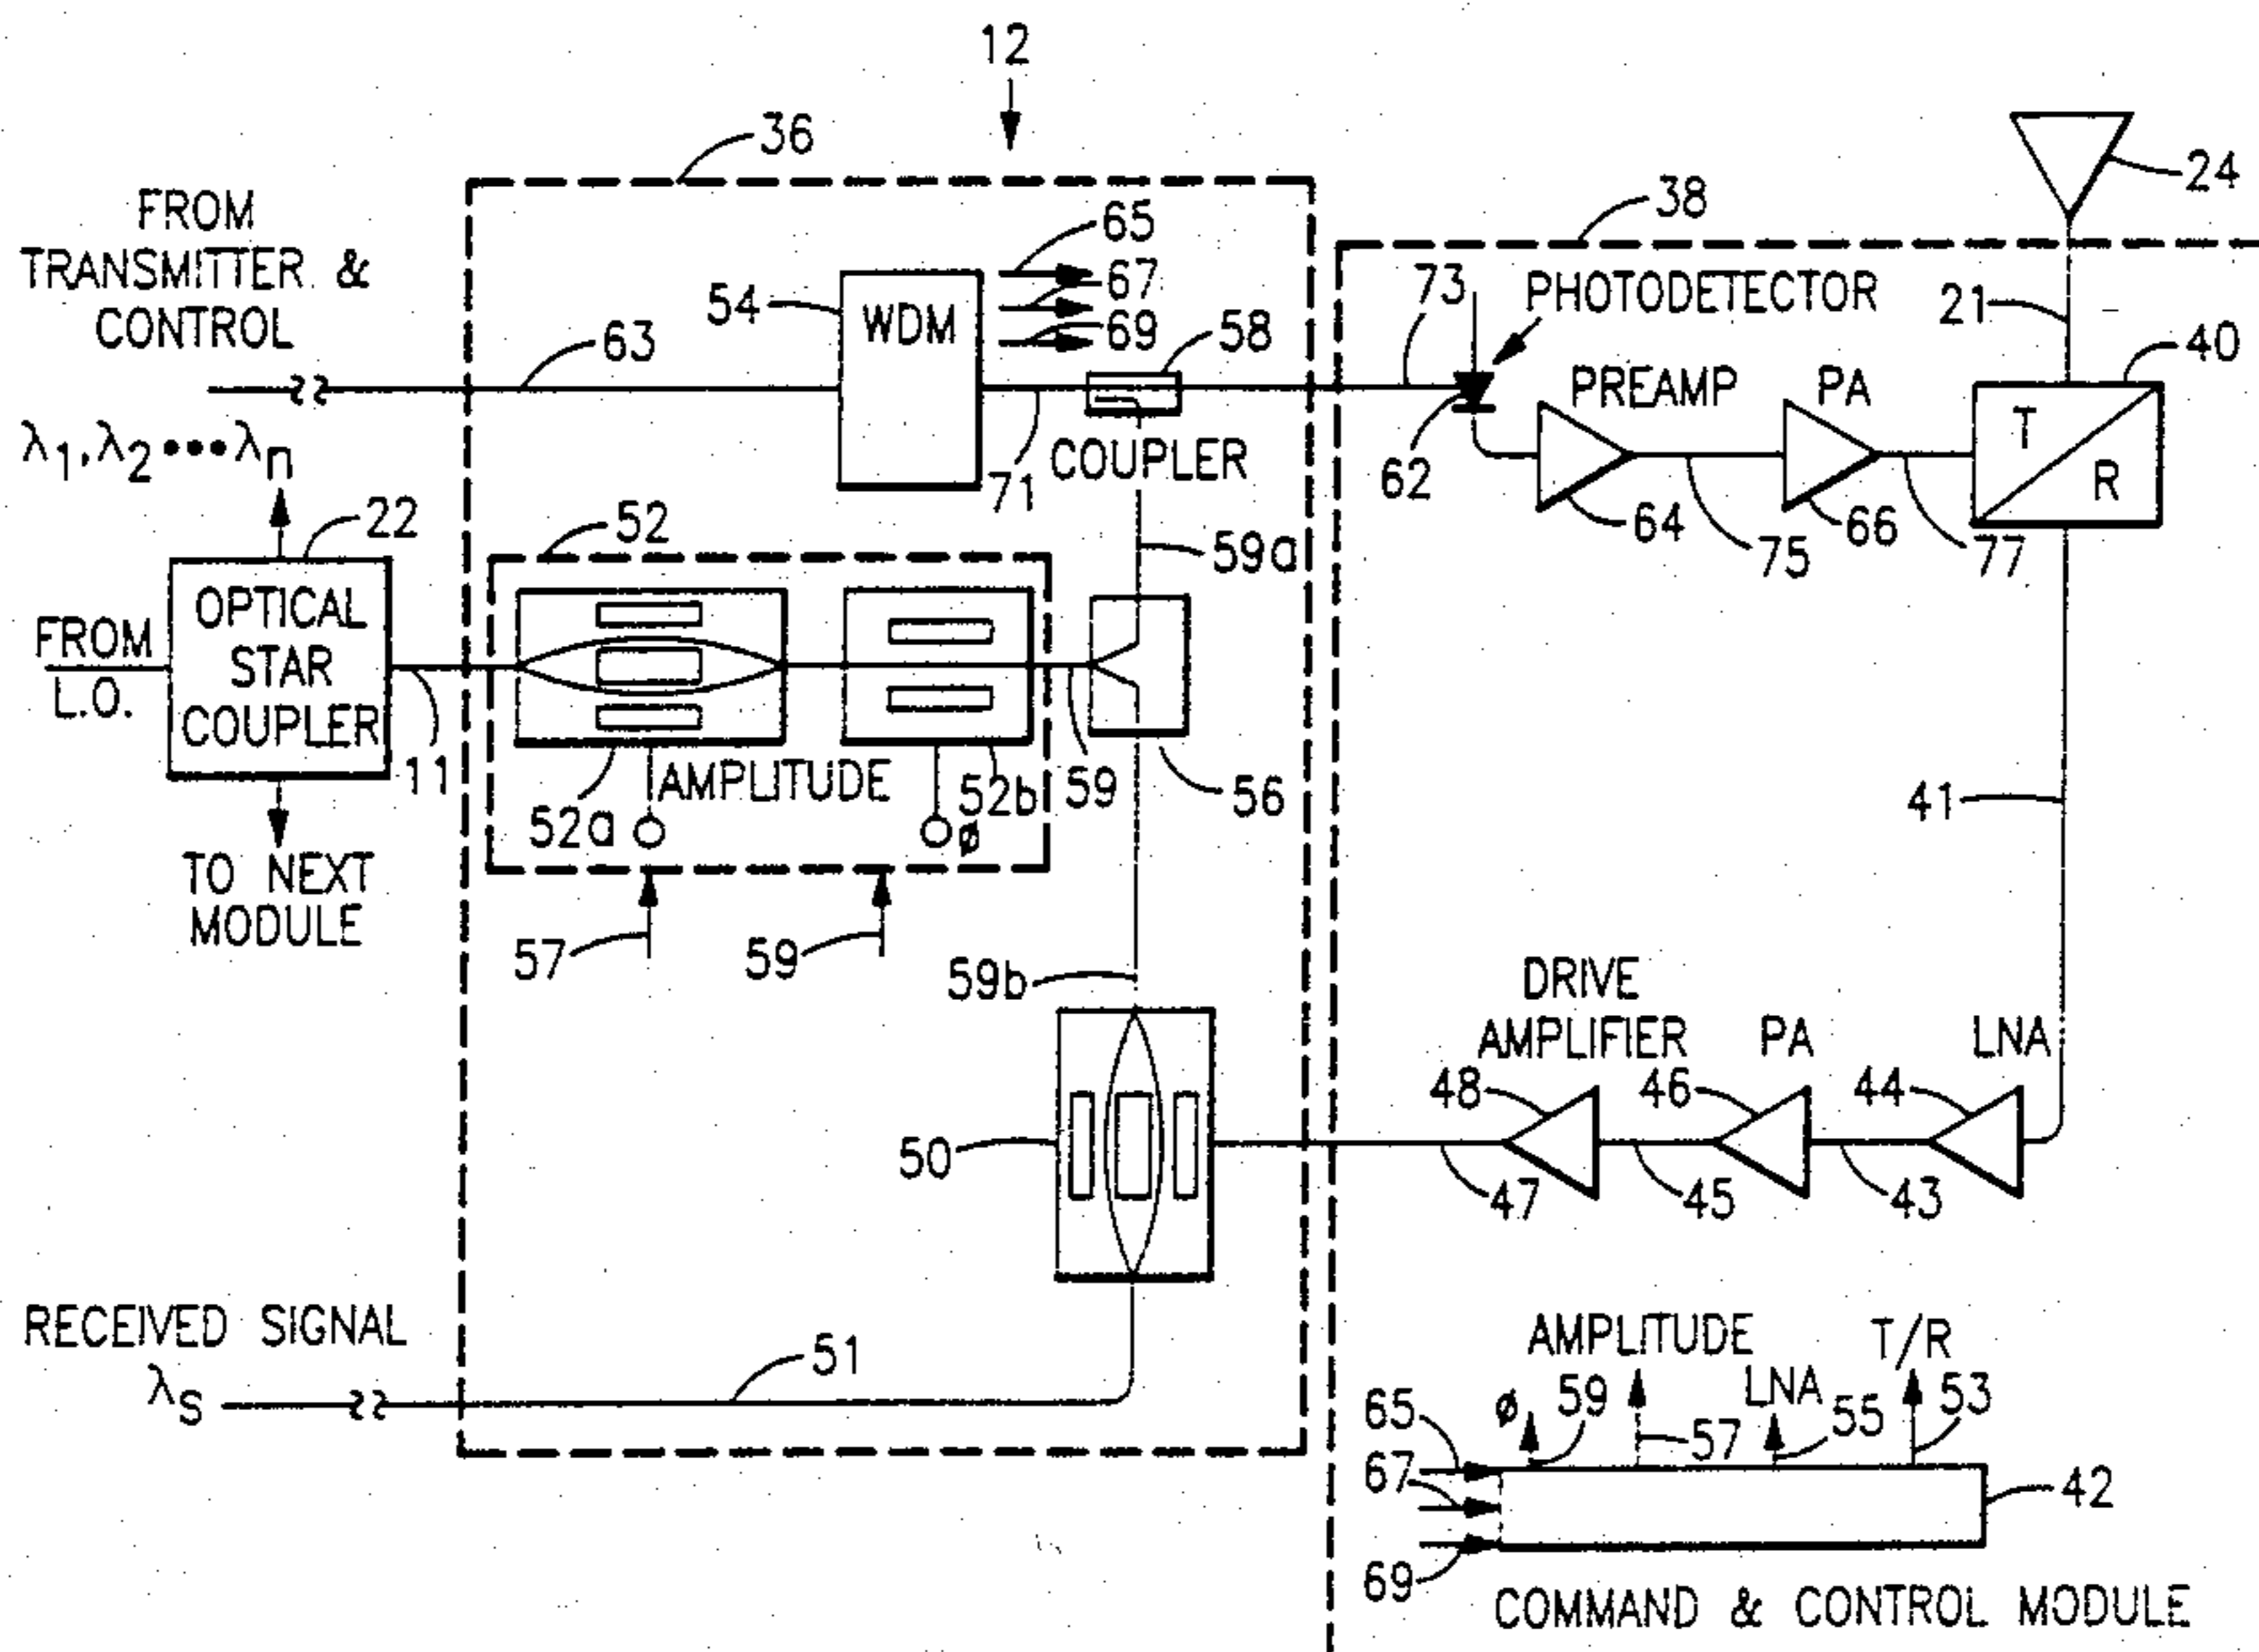 12
36
FROM
TRANSMITTER &
CONTROL
65
67
69
54
WDM
58
63
71
COUPLER
λ1, λ2 ••• λn
22
OPTICAL
STAR
COUPLER
FROM
L.O.
11
TO NEXT
MODULE
52
52a
AMPLITUDE
52b
ø
59
57
59
59a
56
59b
50
RECEIVED SIGNAL
λS
51
38
24
73
PHOTODETECTOR
21
40
PREAMP
PA
T
R
62
64
75
66
77
41
DRIVE
AMPLIFIER
PA
LNA
48
46
44
47
45
43
AMPLITUDE
T/R
ø
59
57
LNA
55
53
65
67
69
42
COMMAND & CONTROL MODULE